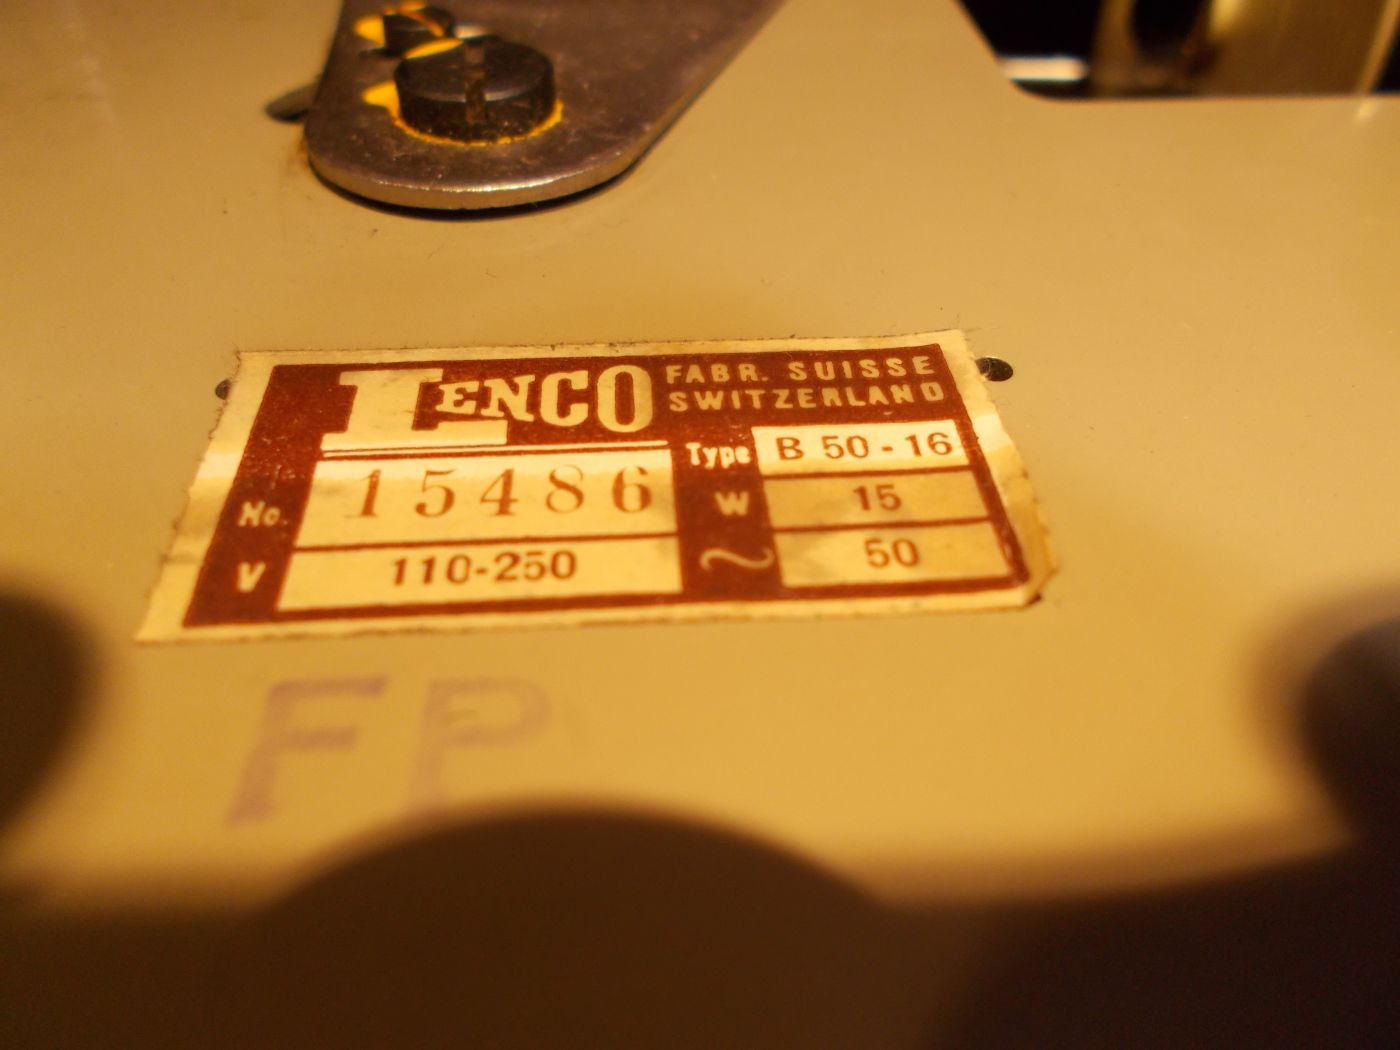 LENCO FABR. SUISSE
SWITZERLAND
No. 15486 Type B 50-16
W 15
V 110-250 ~ 50
FP